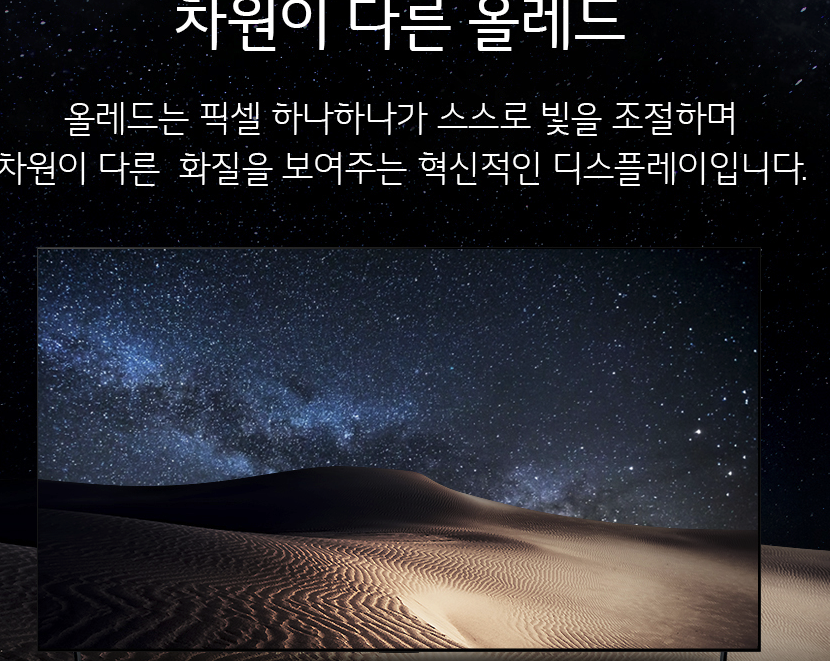 차원이 다른 올레드
올레드는 픽셀 하나하나가 스스로 빛을 조절하며
차원이 다른 화질을 보여주는 혁신적인 디스플레이입니다.